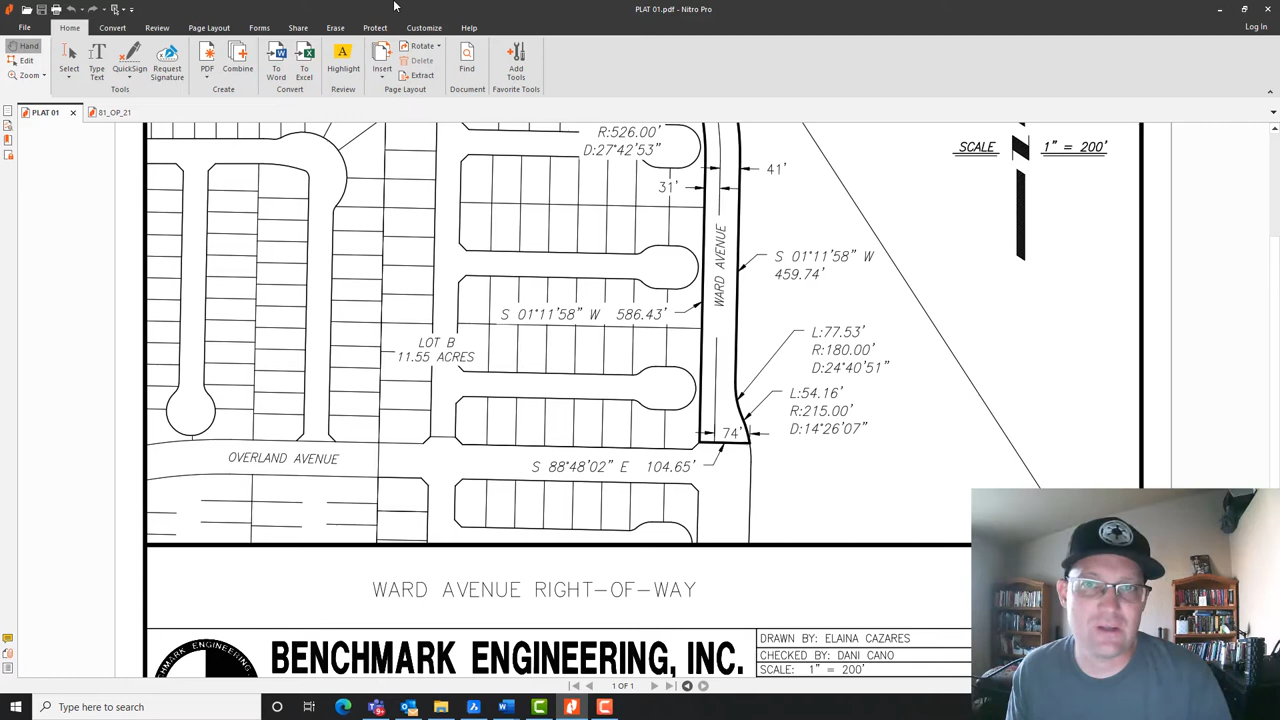 PLAT 01.pdf - Nitro Pro
File Home Convert Review Page Layout Forms Share Erase Protect Customize Help
Log In
Hand
Edit
Zoom
Select
Type Text
QuickSign
Request Signature
PDF
Combine
To Word
To Excel
Highlight
Insert
Rotate
Delete
Extract
Find
Add Tools
Tools
Create
Convert
Review
Page Layout
Document
Favorite Tools
PLAT 01
81_OP_21
R:526.00'
D:27°42'53"
41'
31'
SCALE 1" = 200'
WARD AVENUE
S 01°11'58" W
459.74'
S 01°11'58" W 586.43'
LOT B
11.55 ACRES
L:77.53'
R:180.00'
D:24°40'51"
L:54.16'
R:215.00'
D:14°26'07"
74'
OVERLAND AVENUE
S 88°48'02" E 104.65'
WARD AVENUE RIGHT-OF-WAY
BENCHMARK ENGINEERING, INC.
DRAWN BY: ELAINA CAZARES
CHECKED BY: DANI CANO
SCALE: 1" = 200'
1 OF 1
Type here to search